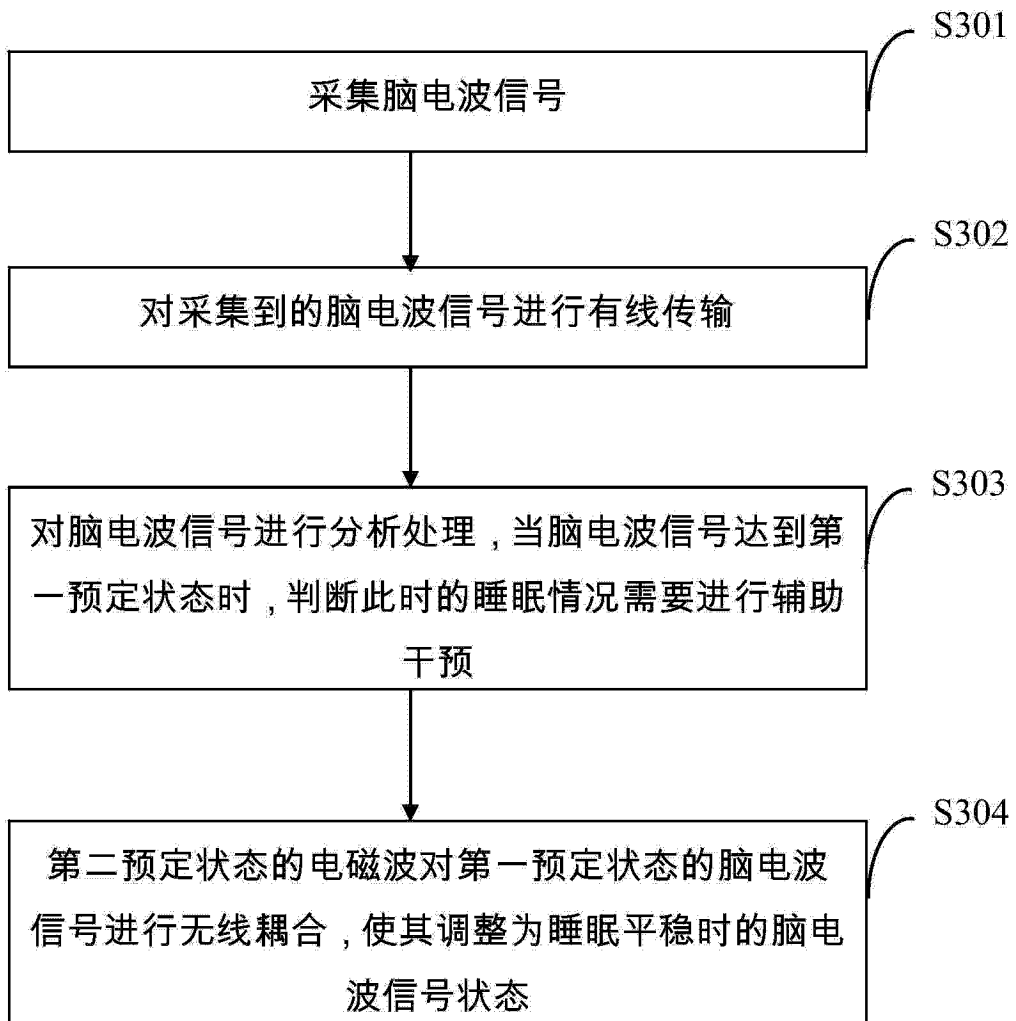 S301
采集脑电波信号
S302
对采集到的脑电波信号进行有线传输
S303
对脑电波信号进行分析处理，当脑电波信号达到第
一预定状态时，判断此时的睡眠情况需要进行辅助
干预
S304
第二预定状态的电磁波对第一预定状态的脑电波
信号进行无线耦合，使其调整为睡眠平稳时的脑电
波信号状态